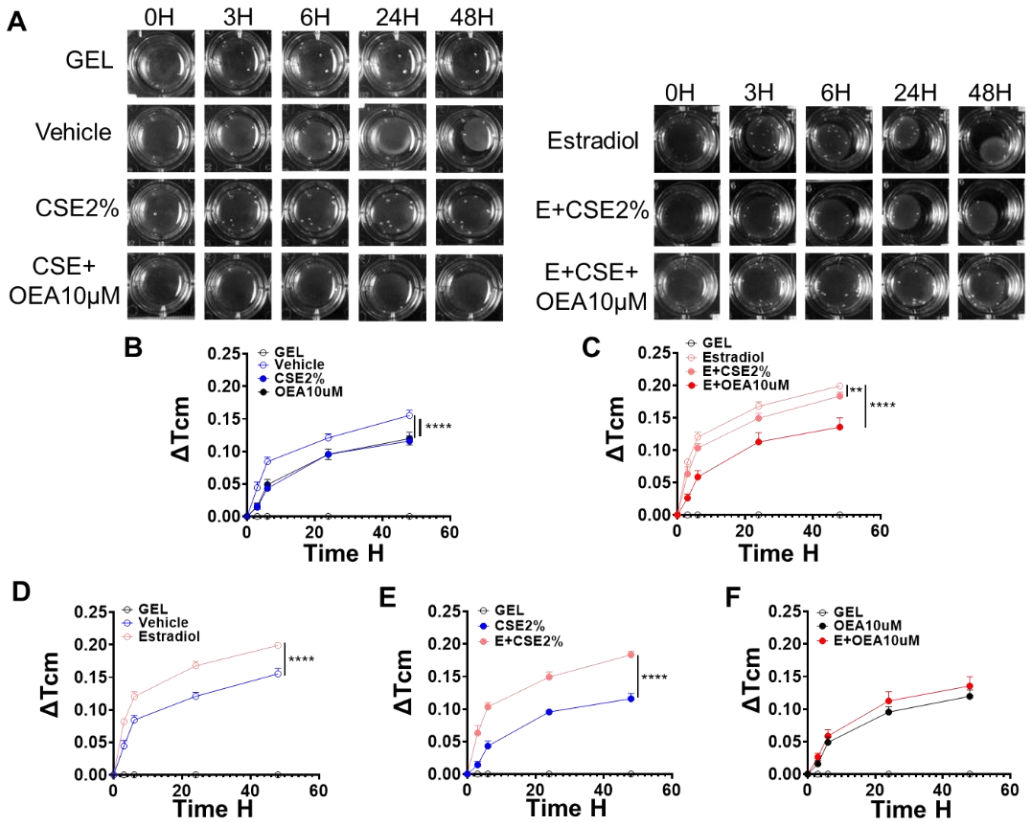 A
0H 3H 6H 24H 48H
GEL
Vehicle
CSE2%
CSE+
OEA10µM
0H 3H 6H 24H 48H
Estradiol
E+CSE2%
E+CSE+
OEA10µM
B
GEL
Vehicle
CSE2%
OEA10uM
0.25
0.20
0.15
0.10
0.05
0.00
ΔTcm
****
0 20 40 60
Time H
C
GEL
Estradiol
E+CSE2%
E+OEA10uM
0.25
0.20
0.15
0.10
0.05
0.00
ΔTcm
**
****
0 20 40 60
Time H
D
GEL
Vehicle
Estradiol
0.25
0.20
0.15
0.10
0.05
0.00
ΔTcm
****
0 20 40 60
Time H
E
GEL
CSE2%
E+CSE2%
0.25
0.20
0.15
0.10
0.05
0.00
ΔTcm
****
0 20 40 60
Time H
F
GEL
OEA10uM
E+OEA10uM
0.25
0.20
0.15
0.10
0.05
0.00
ΔTcm
0 20 40 60
Time H